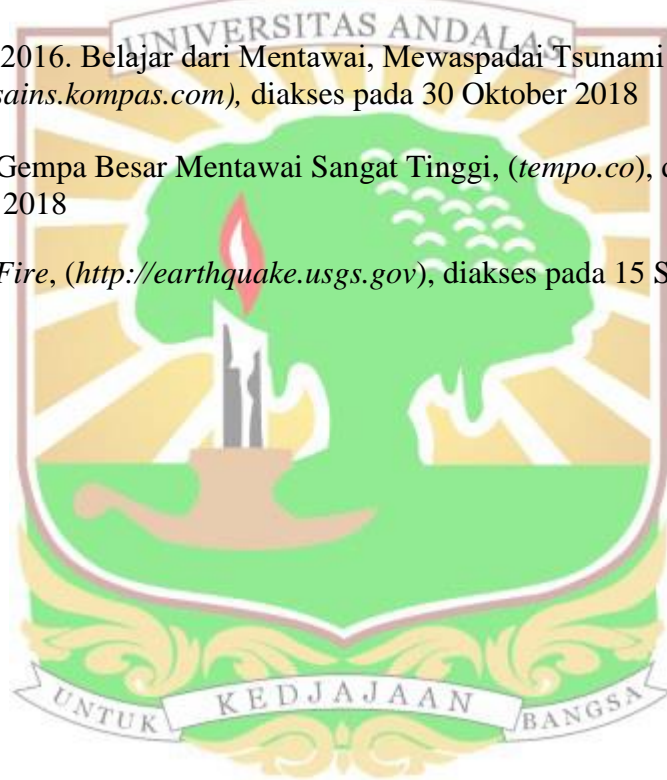 UNIVERSITAS ANDALAS
2016. Belajar dari Mentawai, Mewaspadai Tsunami
sains.kompas.com), diakses pada 30 Oktober 2018
Gempa Besar Mentawai Sangat Tinggi, (tempo.co),
2018
Fire, (http://earthquake.usgs.gov), diakses pada 15 S
UNTUK KEDJAJAAN BANGSA